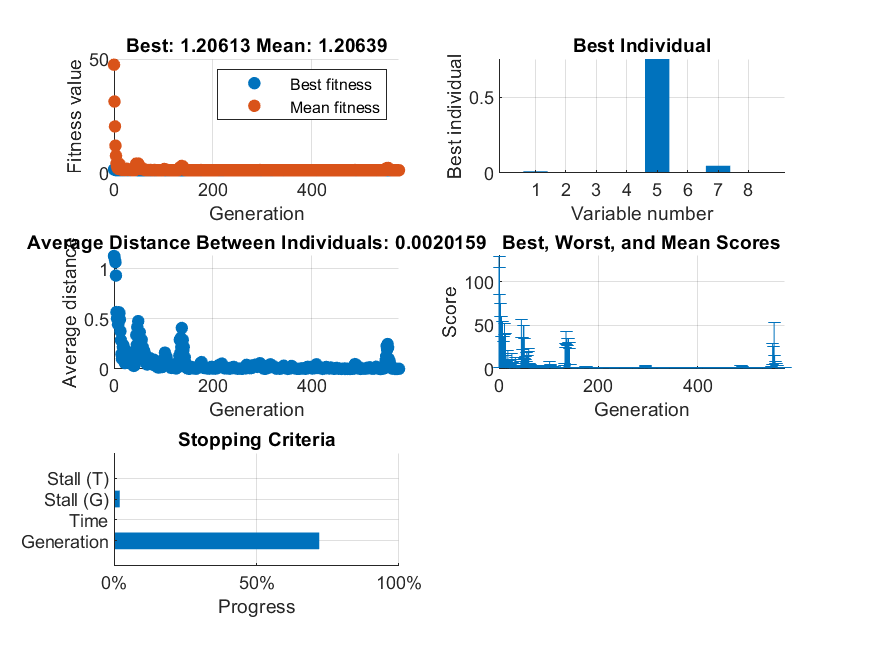 Best: 1.20613 Mean: 1.20639
Fitness value
50
0
Best fitness
Mean fitness
0 200 400
Generation
Best Individual
Best individual
0.5
0
1 2 3 4 5 6 7 8
Variable number
Average Distance Between Individuals: 0.0020159
Average distance
1
0.5
0
0 200 400
Generation
Best, Worst, and Mean Scores
Score
100
50
0
0 200 400
Generation
Stopping Criteria
Stall (T)
Stall (G)
Time
Generation
0% 50% 100%
Progress